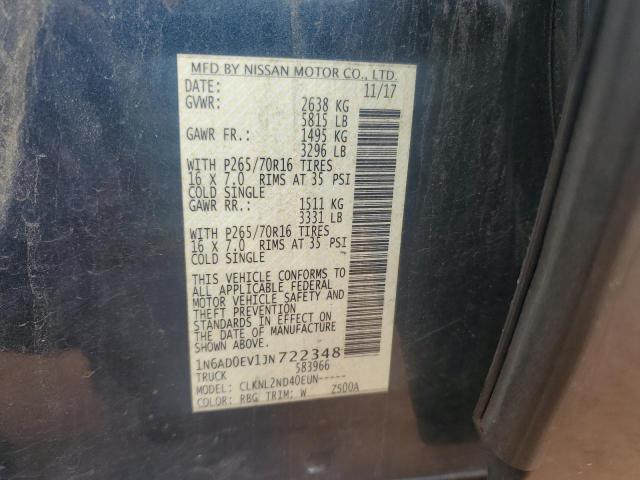 MFD BY NISSAN MOTOR CO., LTD.
DATE: 11/17
GVWR: 2638 KG
5815 LB
GAWR FR.: 1495 KG
3296 LB
WITH P265/70R16 TIRES
16 X 7.0 RIMS AT 35 PSI
COLD SINGLE
GAWR RR.: 1511 KG
3331 LB
WITH P265/70R16 TIRES
16 X 7.0 RIMS AT 35 PSI
COLD SINGLE
THIS VEHICLE CONFORMS TO
ALL APPLICABLE FEDERAL
MOTOR VEHICLE SAFETY AND
THEFT PREVENTION
STANDARDS IN EFFECT ON
THE DATE OF MANUFACTURE
SHOWN ABOVE.
1N6AD0EV1JN722348
TRUCK 583966
MODEL: CLKNL2ND40EUN-----
COLOR: RBG TRIM: W Z500A